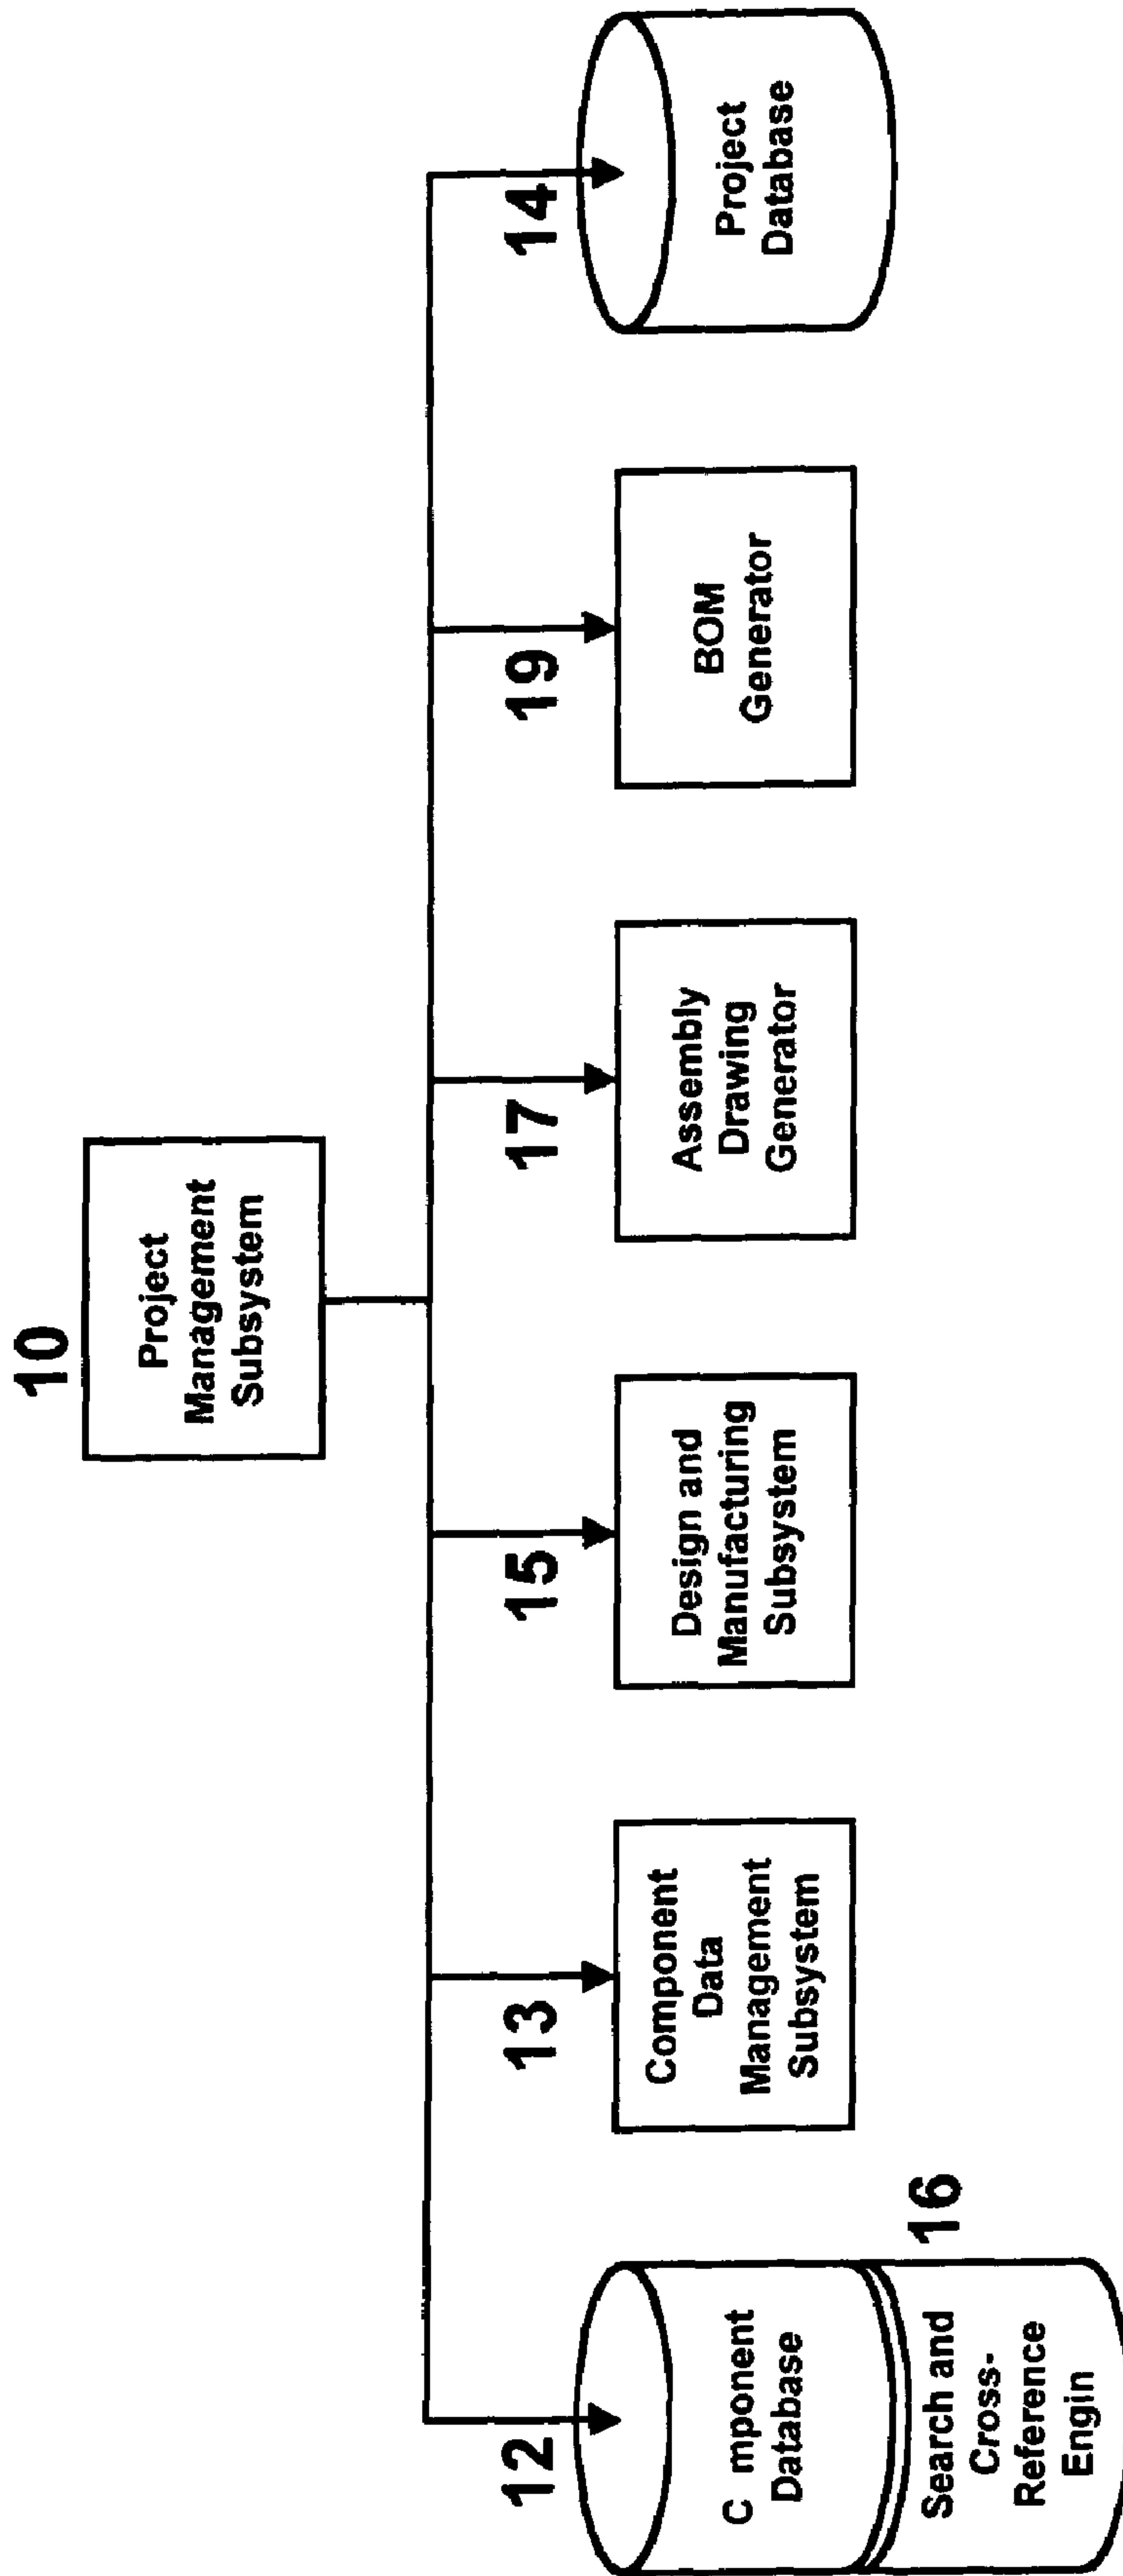 10
Project
Management
Subsystem
12
C mponent
Database
16
Search and
Cross-
Reference
Engin
13
Component
Data
Management
Subsystem
15
Design and
Manufacturing
Subsystem
17
Assembly
Drawing
Generator
19
BOM
Generator
14
Project
Database